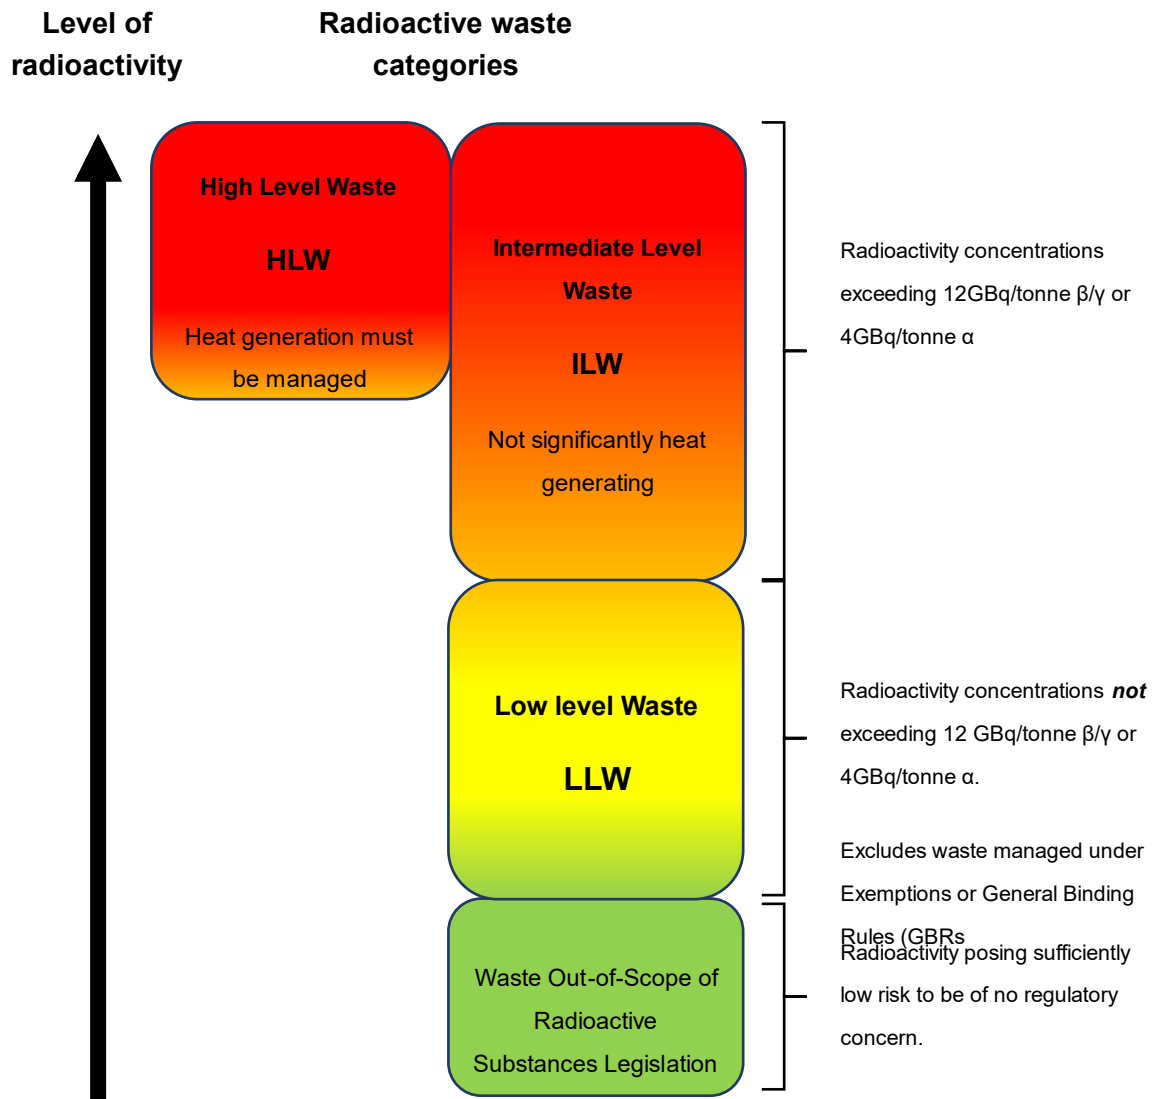 Level of
radioactivity
Radioactive waste
categories
High Level Waste
HLW
Heat generation must
be managed
Intermediate Level
Waste
ILW
Not significantly heat
generating
Radioactivity concentrations
exceeding 12GBq/tonne β/γ or
4GBq/tonne α
Low level Waste
LLW
Radioactivity concentrations not
exceeding 12 GBq/tonne β/γ or
4GBq/tonne α.
Excludes waste managed under
Exemptions or General Binding
Rules (GBRs
Waste Out-of-Scope of
Radioactive
Substances Legislation
Radioactivity posing sufficiently
low risk to be of no regulatory
concern.